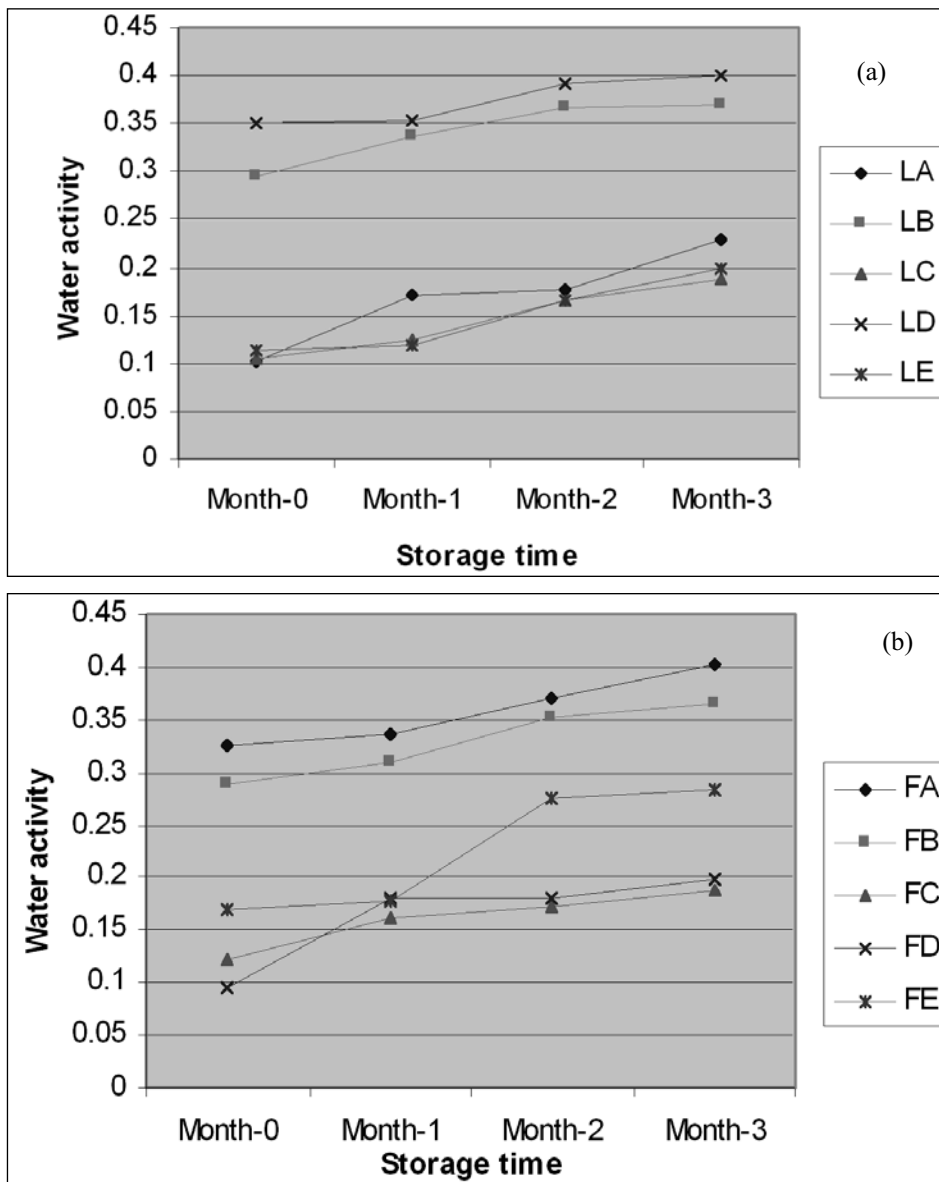 (a)
0.45
0.4
0.35
0.3
0.25
0.2
0.15
0.1
0.05
0
Water activity
Month-0 Month-1 Month-2 Month-3
Storage time
LA
LB
LC
LD
LE
(b)
0.45
0.4
0.35
0.3
0.25
0.2
0.15
0.1
0.05
0
Water activity
Month-0 Month-1 Month-2 Month-3
Storage time
FA
FB
FC
FD
FE